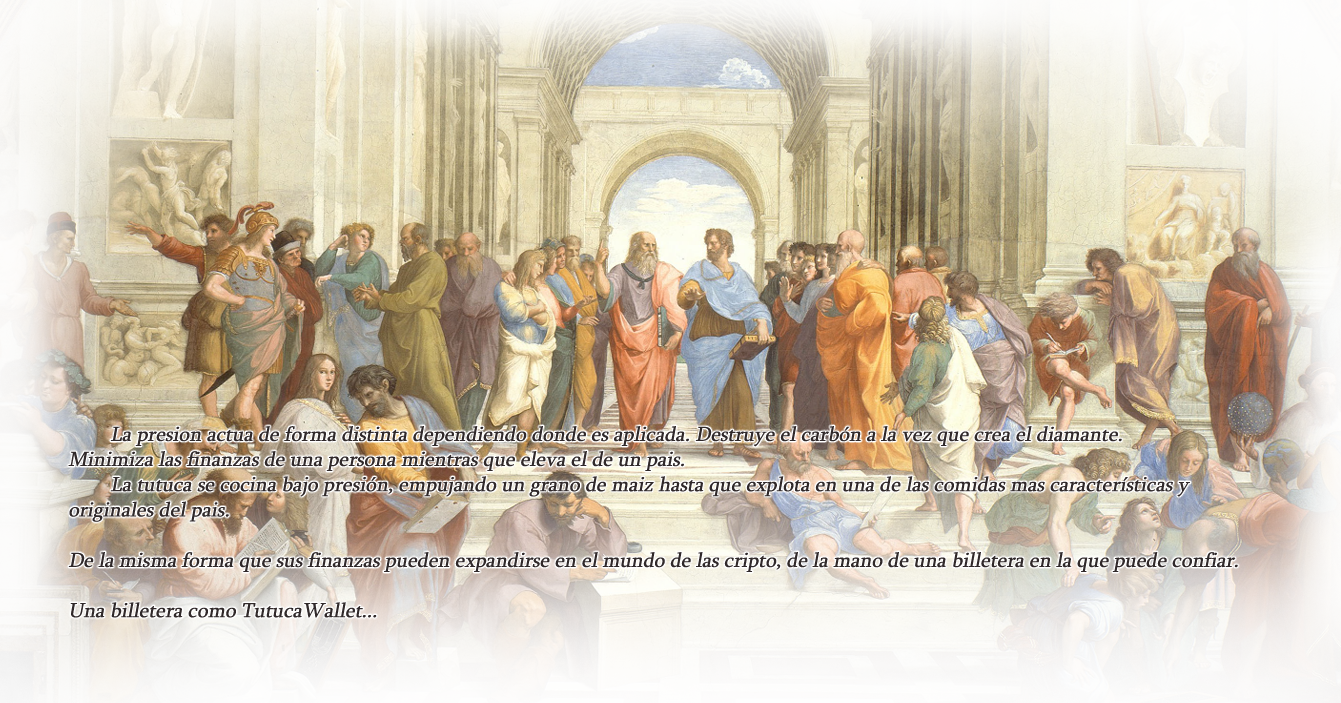 La presion actua de forma distinta dependiendo donde es aplicada. Destruye el carbón a la vez que crea el diamante.
Minimiza las finanzas de una persona mientras que eleva el de un pais.
La tutuca se cocina bajo presión, empujando un grano de maiz hasta que explota en una de las comidas mas características y
originales del pais.
De la misma forma que sus finanzas pueden expandirse en el mundo de las cripto, de la mano de una billetera en la que puede confiar.
Una billetera como TutucaWallet...